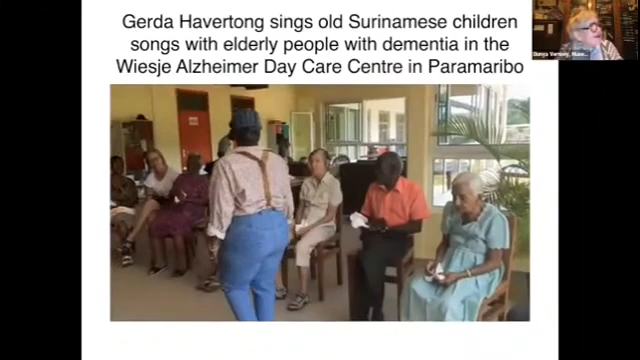 Gerda Havertong sings old Surinamese children
songs with elderly people with dementia in the
Wiesje Alzheimer Day Care Centre in Paramaribo